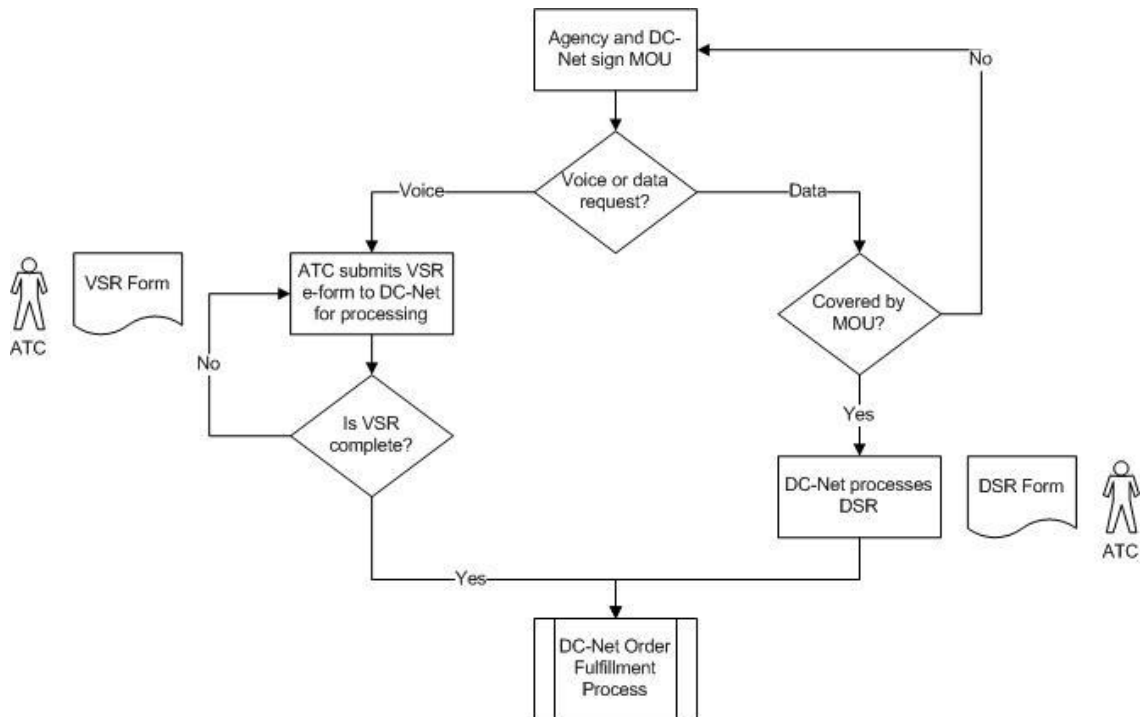 Agency and DC-
Net sign MOU
No
Voice or data
request?
Voice
Data
ATC submits VSR
e-form to DC-Net
for processing
VSR Form
ATC
Covered by
MOU?
No
Is VSR
complete?
Yes
DC-Net processes
DSR
DSR Form
ATC
Yes
DC-Net Order
Fulfillment
Process